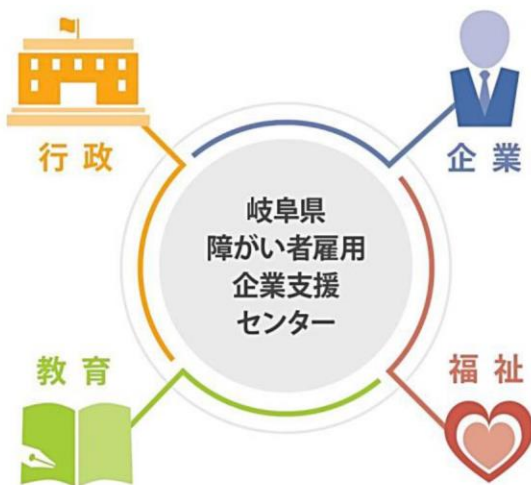 行政
企業
岐阜県
障がい者雇用
企業支援
センター
教育
福祉